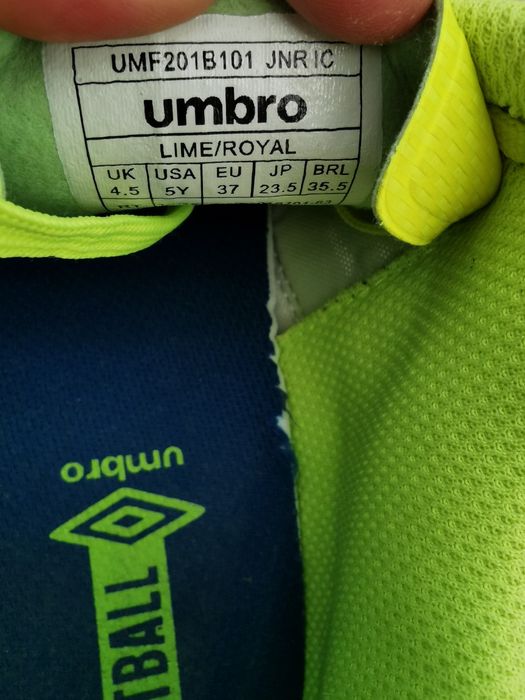 UMF201B101 JNR IC
umbro
LIME/ROYAL
UK USA EU JP BRL
4.5 5Y 37 23.5 35.5
umbro
TBALL